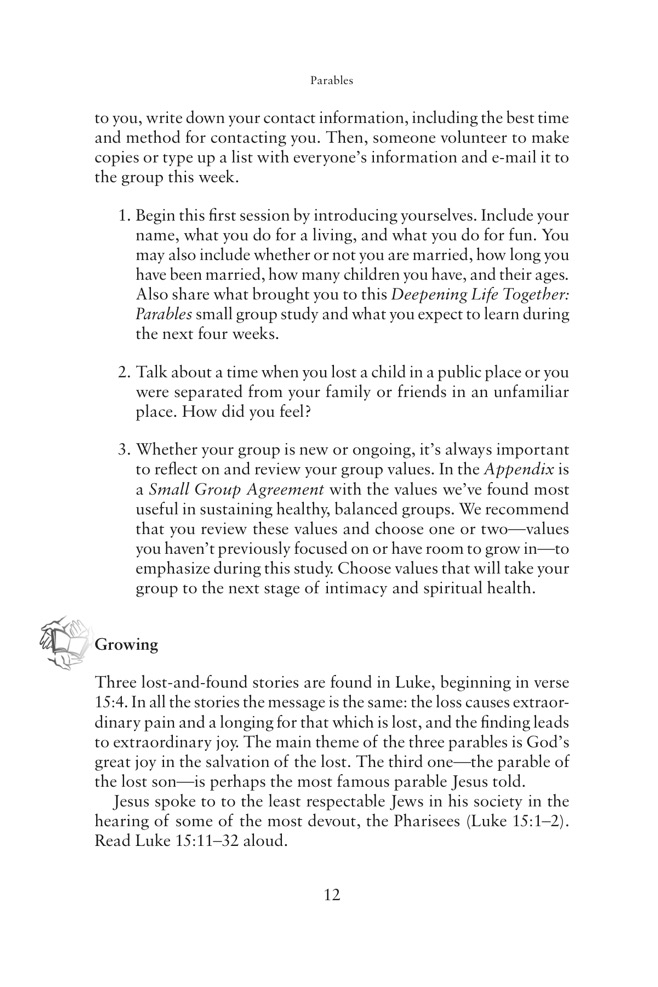 Parables
to you, write down your contact information, including the best time
and method for contacting you. Then, someone volunteer to make
copies or type up a list with everyone’s information and e-mail it to
the group this week.
1. Begin this first session by introducing yourselves. Include your
name, what you do for a living, and what you do for fun. You
may also include whether or not you are married, how long you
have been married, how many children you have, and their ages.
Also share what brought you to this Deepening Life Together:
Parables small group study and what you expect to learn during
the next four weeks.
2. Talk about a time when you lost a child in a public place or you
were separated from your family or friends in an unfamiliar
place. How did you feel?
3. Whether your group is new or ongoing, it’s always important
to reflect on and review your group values. In the Appendix is
a Small Group Agreement with the values we’ve found most
useful in sustaining healthy, balanced groups. We recommend
that you review these values and choose one or two—values
you haven’t previously focused on or have room to grow in—to
emphasize during this study. Choose values that will take your
group to the next stage of intimacy and spiritual health.
Growing
Three lost-and-found stories are found in Luke, beginning in verse
15:4. In all the stories the message is the same: the loss causes extraor-
dinary pain and a longing for that which is lost, and the finding leads
to extraordinary joy. The main theme of the three parables is God’s
great joy in the salvation of the lost. The third one—the parable of
the lost son—is perhaps the most famous parable Jesus told.
Jesus spoke to to the least respectable Jews in his society in the
hearing of some of the most devout, the Pharisees (Luke 15:1–2).
Read Luke 15:11–32 aloud.
12